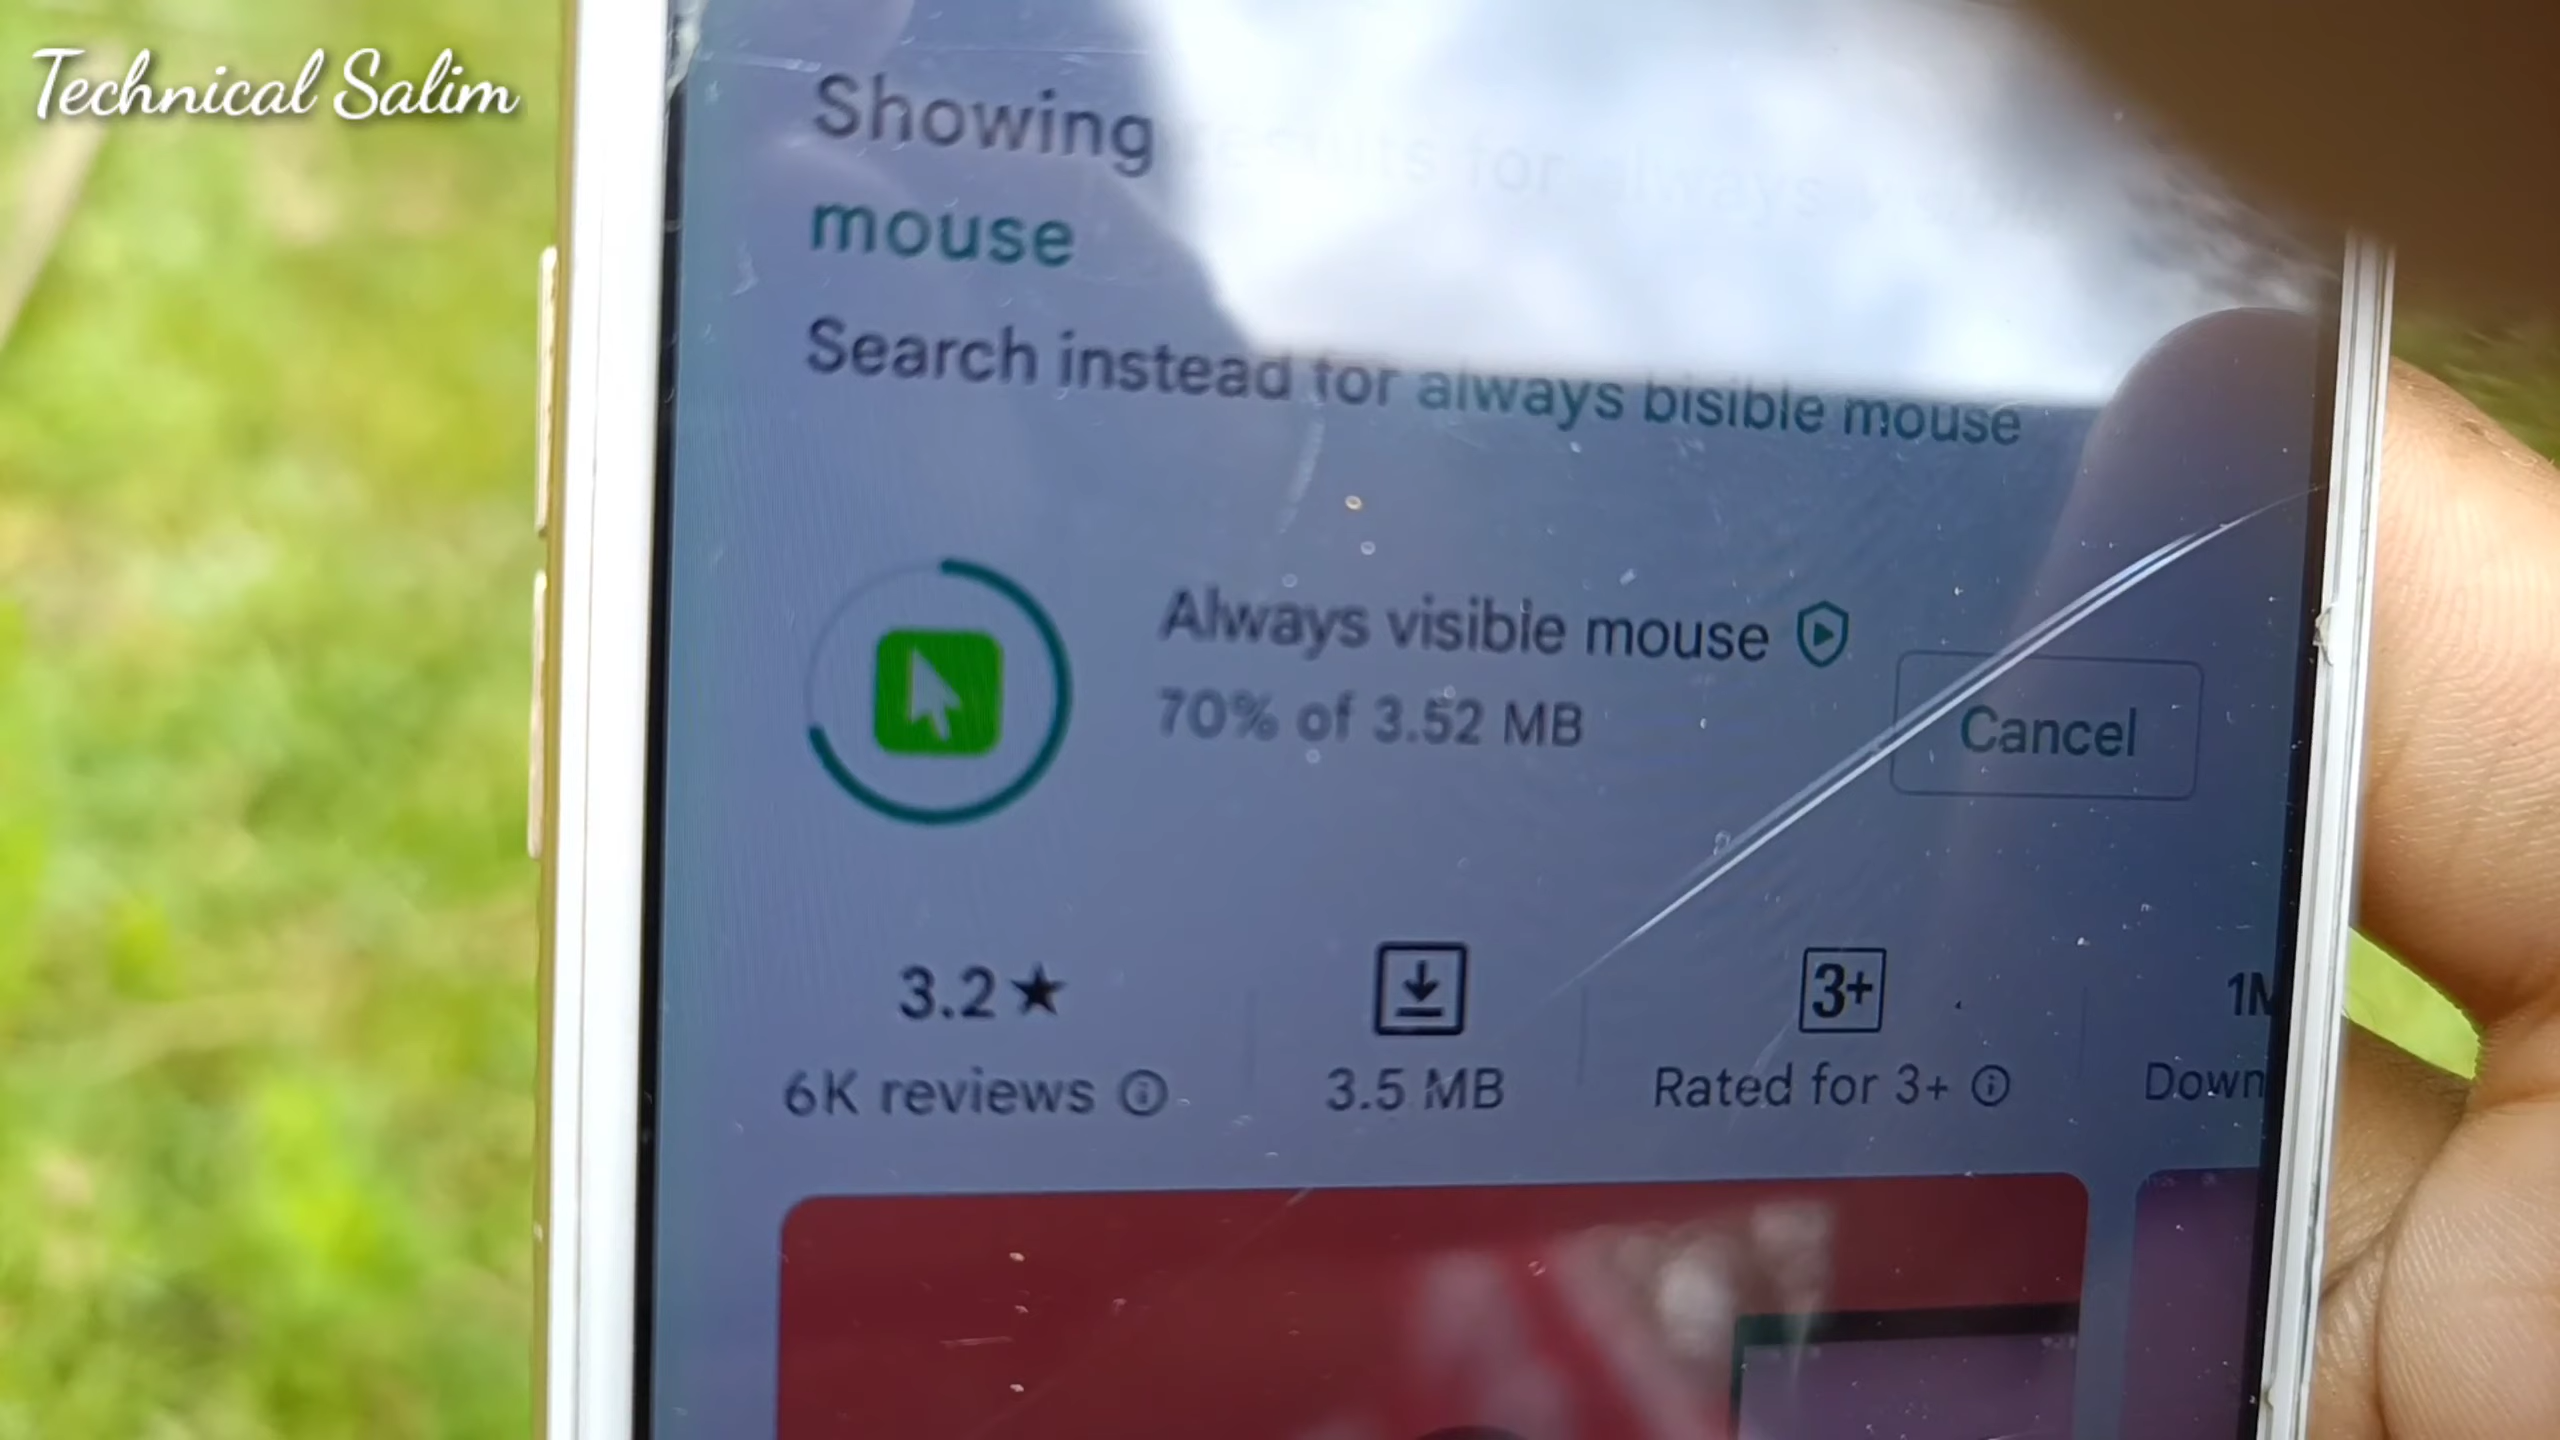 Technical Salim
Showing results for always
mouse
Search instead for always bisible mouse
Always visible mouse
70% of 3.52 MB
Cancel
3.2★
6K reviews
3.5 MB
3+
Rated for 3+
1M
Down